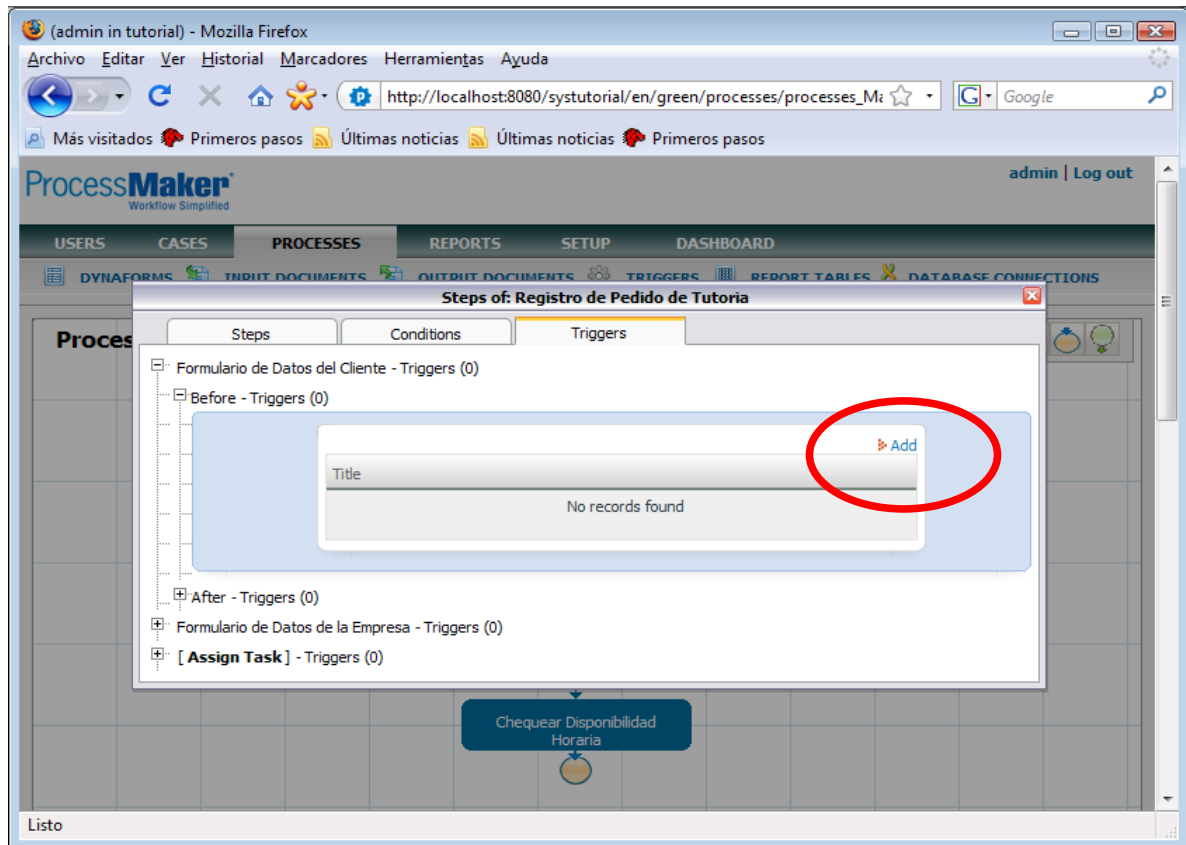 (admin in tutorial) - Mozilla Firefox
Archivo Editar Ver Historial Marcadores Herramientas Ayuda
http://localhost:8080/systutorial/en/green/processes/processes_Ma
G Google
Más visitados Primeros pasos Últimas noticias Últimas noticias Primeros pasos
ProcessMaker
Workflow Simplified
admin | Log out
USERS CASES PROCESSES REPORTS SETUP DASHBOARD
DYNAFORMS INPUT DOCUMENTS OUTPUT DOCUMENTS TRIGGERS REPORT TABLES DATABASE CONNECTIONS
Steps of: Registro de Pedido de Tutoria
Proces
Steps Conditions Triggers
Formulario de Datos del Cliente - Triggers (0)
Before - Triggers (0)
Add
Title
No records found
After - Triggers (0)
Formulario de Datos de la Empresa - Triggers (0)
[ Assign Task ] - Triggers (0)
Chequear Disponibilidad
Horaria
Listo